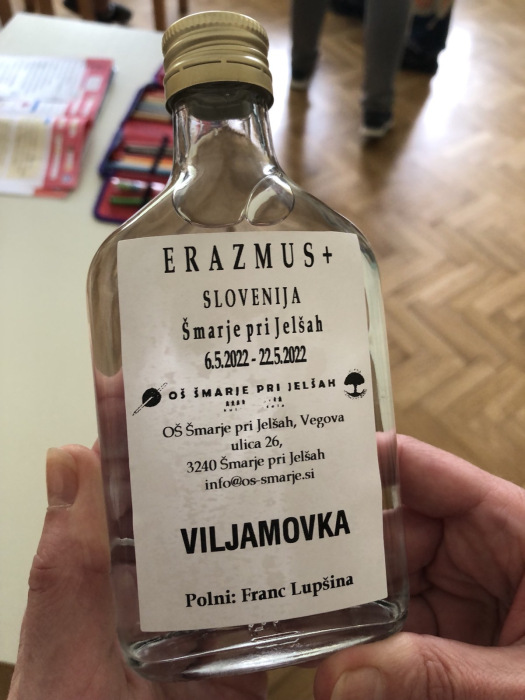 ERAZMUS+
SLOVENIJA
Šmarje pri Jelšah
6.5.2022 - 22.5.2022
OŠ ŠMARJE PRI JELŠAH
OŠ Šmarje pri Jelšah, Vegova
ulica 26,
3240 Šmarje pri Jelšah
info@os-smarje.si
VILJAMOVKA
Polni: Franc Lupšina